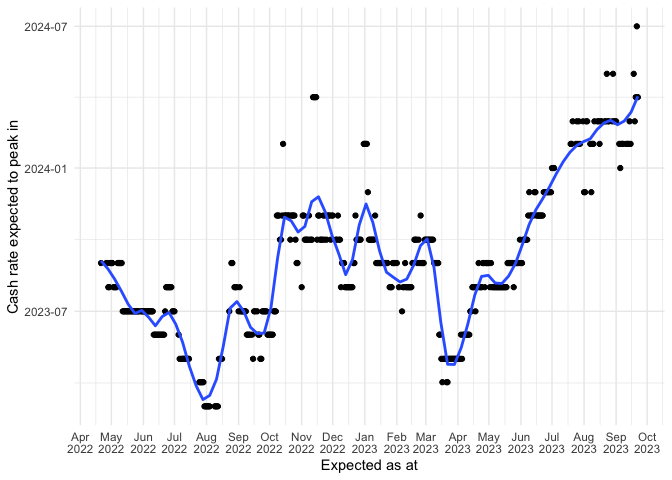 2024-07
2024-01
2023-07
Cash rate expected to peak in
Apr May Jun Jul Aug Sep Oct Nov Dec Jan Feb Mar Apr May Jun Jul Aug Sep Oct
2022 2022 2022 2022 2022 2022 2022 2022 2022 2023 2023 2023 2023 2023 2023 2023 2023 2023 2023
Expected as at